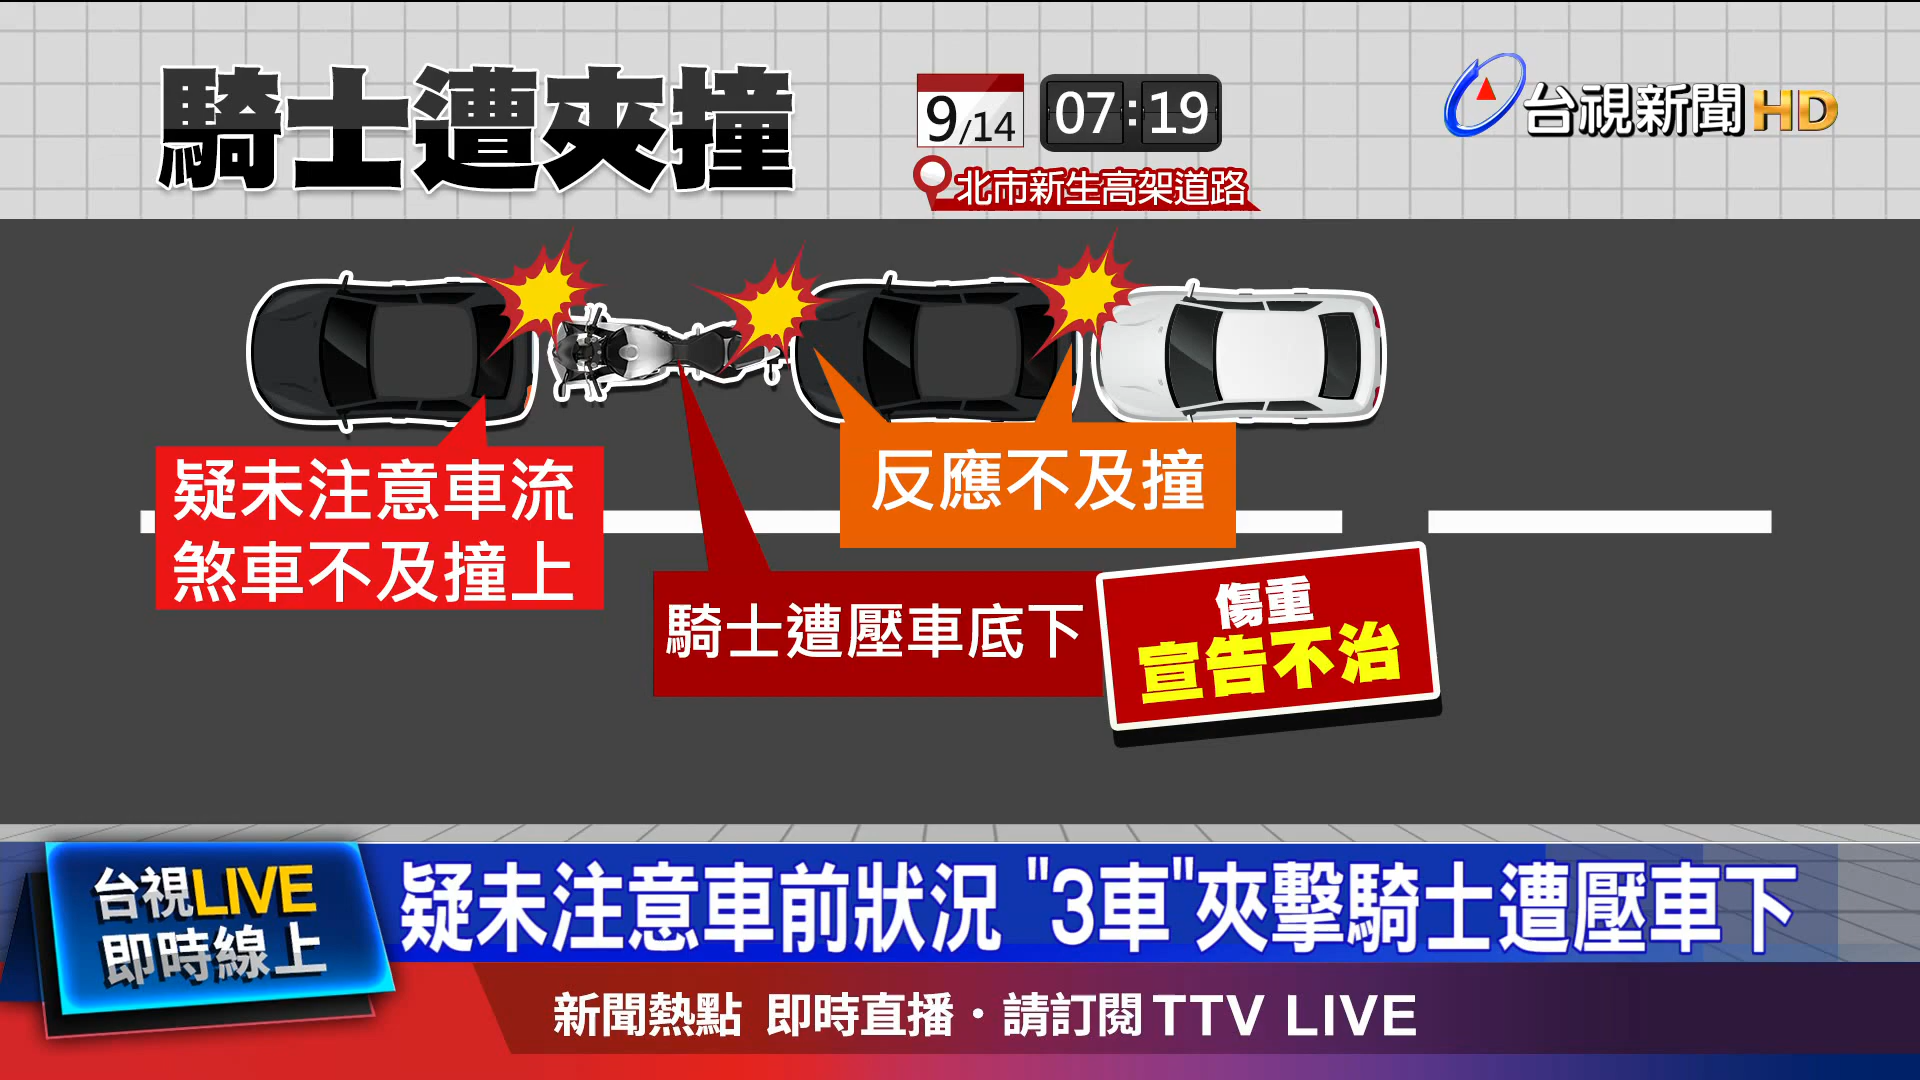 騎士遭夾撞
9/14
07:19
北市新生高架道路
台視新聞HD
疑未注意車流
煞車不及撞上
反應不及撞
騎士遭壓車底下
傷重
宣告不治
台視LIVE
即時線上
疑未注意車前狀況 "3車"夾擊騎士遭壓車下
新聞熱點 即時直播・請訂閱TTV LIVE